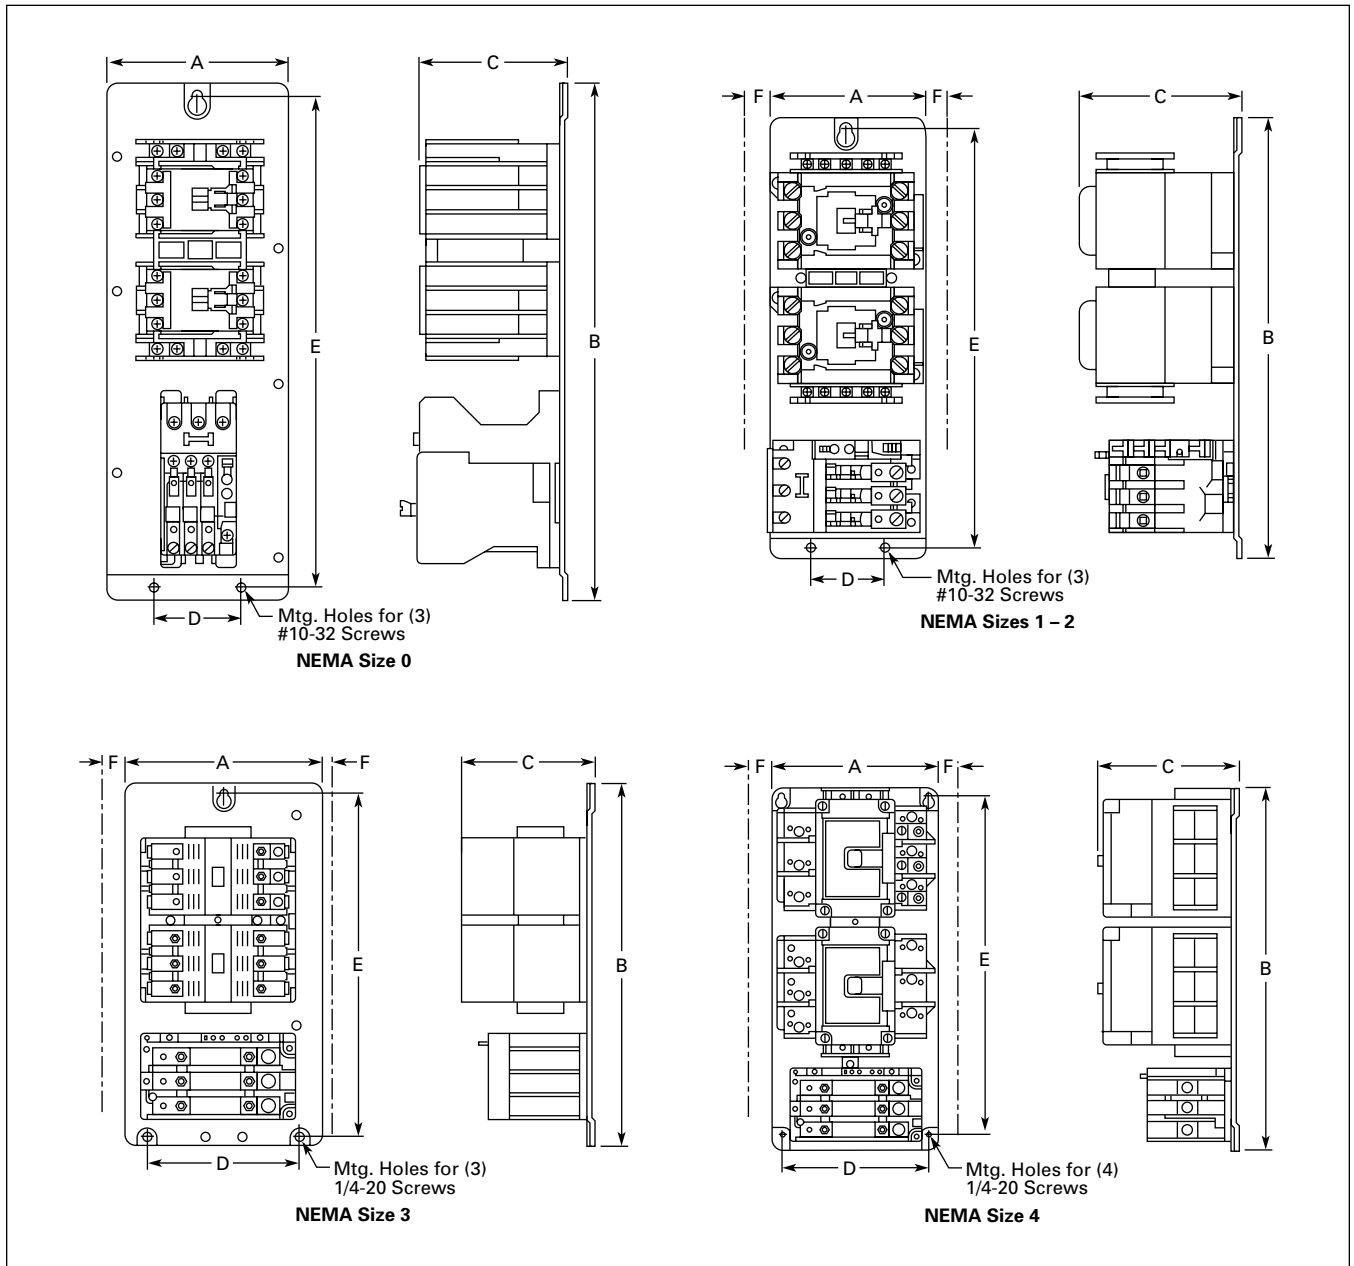 A
C
E
B
D
Mtg. Holes for (3)
#10-32 Screws
NEMA Size 0
F
A
F
C
E
B
D
Mtg. Holes for (3)
#10-32 Screws
NEMA Sizes 1 – 2
F
A
F
C
E
B
D
Mtg. Holes for (3)
1/4-20 Screws
NEMA Size 3
F
A
F
C
E
B
D
Mtg. Holes for (4)
1/4-20 Screws
NEMA Size 4